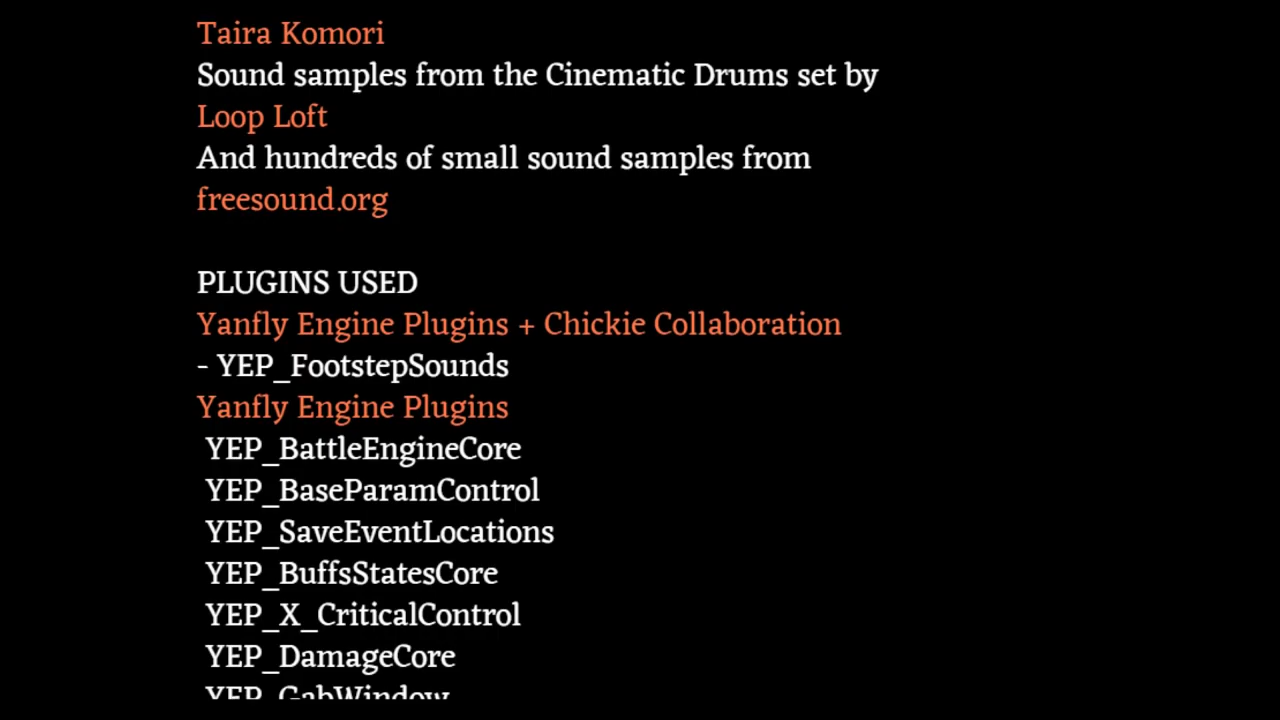 Taira Komori
Sound samples from the Cinematic Drums set by
Loop Loft
And hundreds of small sound samples from
freesound.org
PLUGINS USED
Yanfly Engine Plugins + Chickie Collaboration
- YEP_FootstepSounds
Yanfly Engine Plugins
YEP_BattleEngineCore
YEP_BaseParamControl
YEP_SaveEventLocations
YEP_BuffsStatesCore
YEP_X_CriticalControl
YEP_DamageCore
YEP_GabWindow